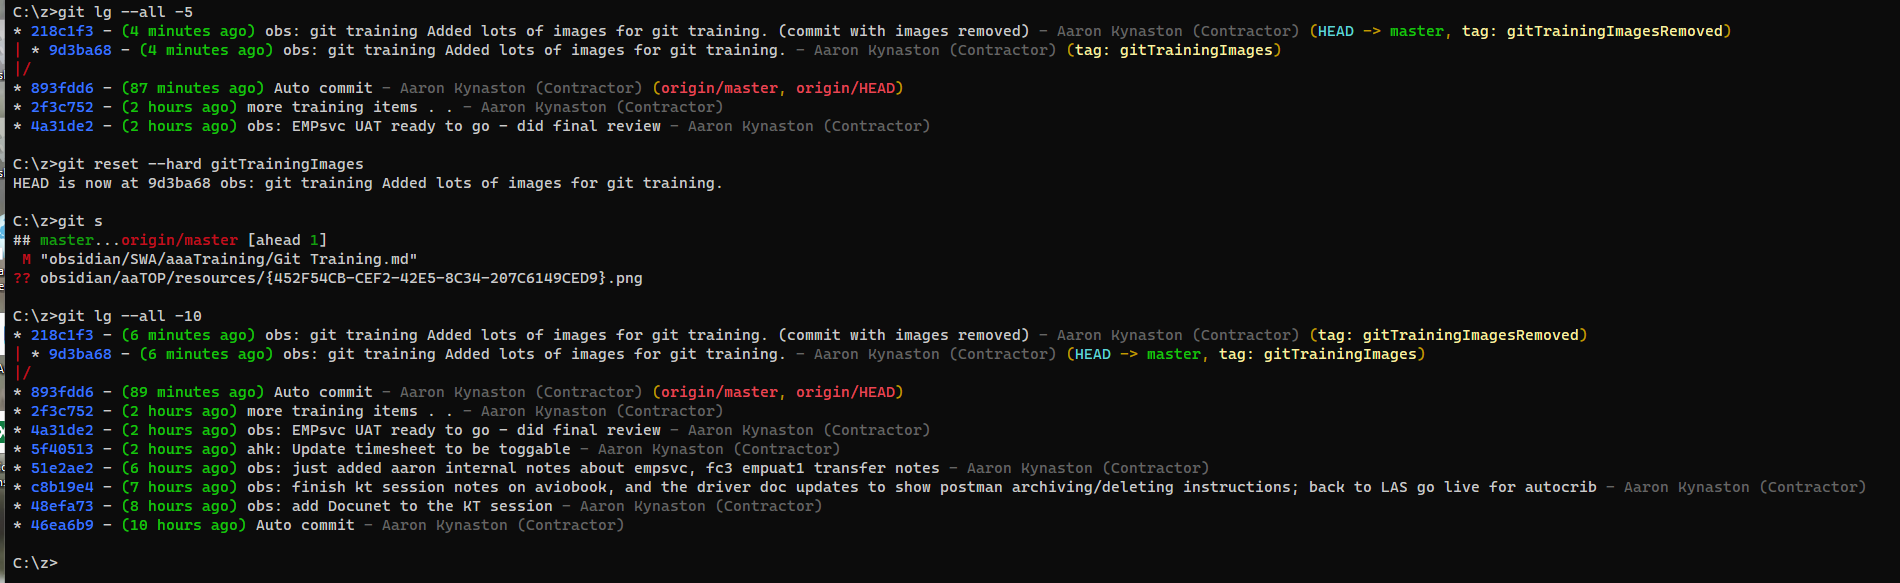 C:\z>git lg --all -5
* 218c1f3 - (4 minutes ago) obs: git training Added lots of images for git training. (commit with images removed) - Aaron Kynaston (Contractor) (HEAD -> master, tag: gitTrainingImagesRemoved)
| * 9d3ba68 - (4 minutes ago) obs: git training Added lots of images for git training. - Aaron Kynaston (Contractor) (tag: gitTrainingImages)
|/
* 893fdd6 - (87 minutes ago) Auto commit - Aaron Kynaston (Contractor) (origin/master, origin/HEAD)
* 2f3c752 - (2 hours ago) more training items . . - Aaron Kynaston (Contractor)
* 4a31de2 - (2 hours ago) obs: EMPsvc UAT ready to go - did final review - Aaron Kynaston (Contractor)
C:\z>git reset --hard gitTrainingImages
HEAD is now at 9d3ba68 obs: git training Added lots of images for git training.
C:\z>git s
## master...origin/master [ahead 1]
 M "obsidian/SWA/aaaTraining/Git Training.md"
?? obsidian/aaTOP/resources/{452F54CB-CEF2-42E5-8C34-207C6149CED9}.png
C:\z>git lg --all -10
* 218c1f3 - (6 minutes ago) obs: git training Added lots of images for git training. (commit with images removed) - Aaron Kynaston (Contractor) (tag: gitTrainingImagesRemoved)
| * 9d3ba68 - (6 minutes ago) obs: git training Added lots of images for git training. - Aaron Kynaston (Contractor) (HEAD -> master, tag: gitTrainingImages)
|/
* 893fdd6 - (89 minutes ago) Auto commit - Aaron Kynaston (Contractor) (origin/master, origin/HEAD)
* 2f3c752 - (2 hours ago) more training items . . - Aaron Kynaston (Contractor)
* 4a31de2 - (2 hours ago) obs: EMPsvc UAT ready to go - did final review - Aaron Kynaston (Contractor)
* 5f40513 - (2 hours ago) ahk: Update timesheet to be toggable - Aaron Kynaston (Contractor)
* 51e2ae2 - (6 hours ago) obs: just added aaron internal notes about empsvc, fc3 empuat1 transfer notes - Aaron Kynaston (Contractor)
* c8b19e4 - (7 hours ago) obs: finish kt session notes on aviobook, and the driver doc updates to show postman archiving/deleting instructions; back to LAS go live for autocrib - Aaron Kynaston (Contractor)
* 48efa73 - (8 hours ago) obs: add Docunet to the KT session - Aaron Kynaston (Contractor)
* 46ea6b9 - (10 hours ago) Auto commit - Aaron Kynaston (Contractor)
C:\z>